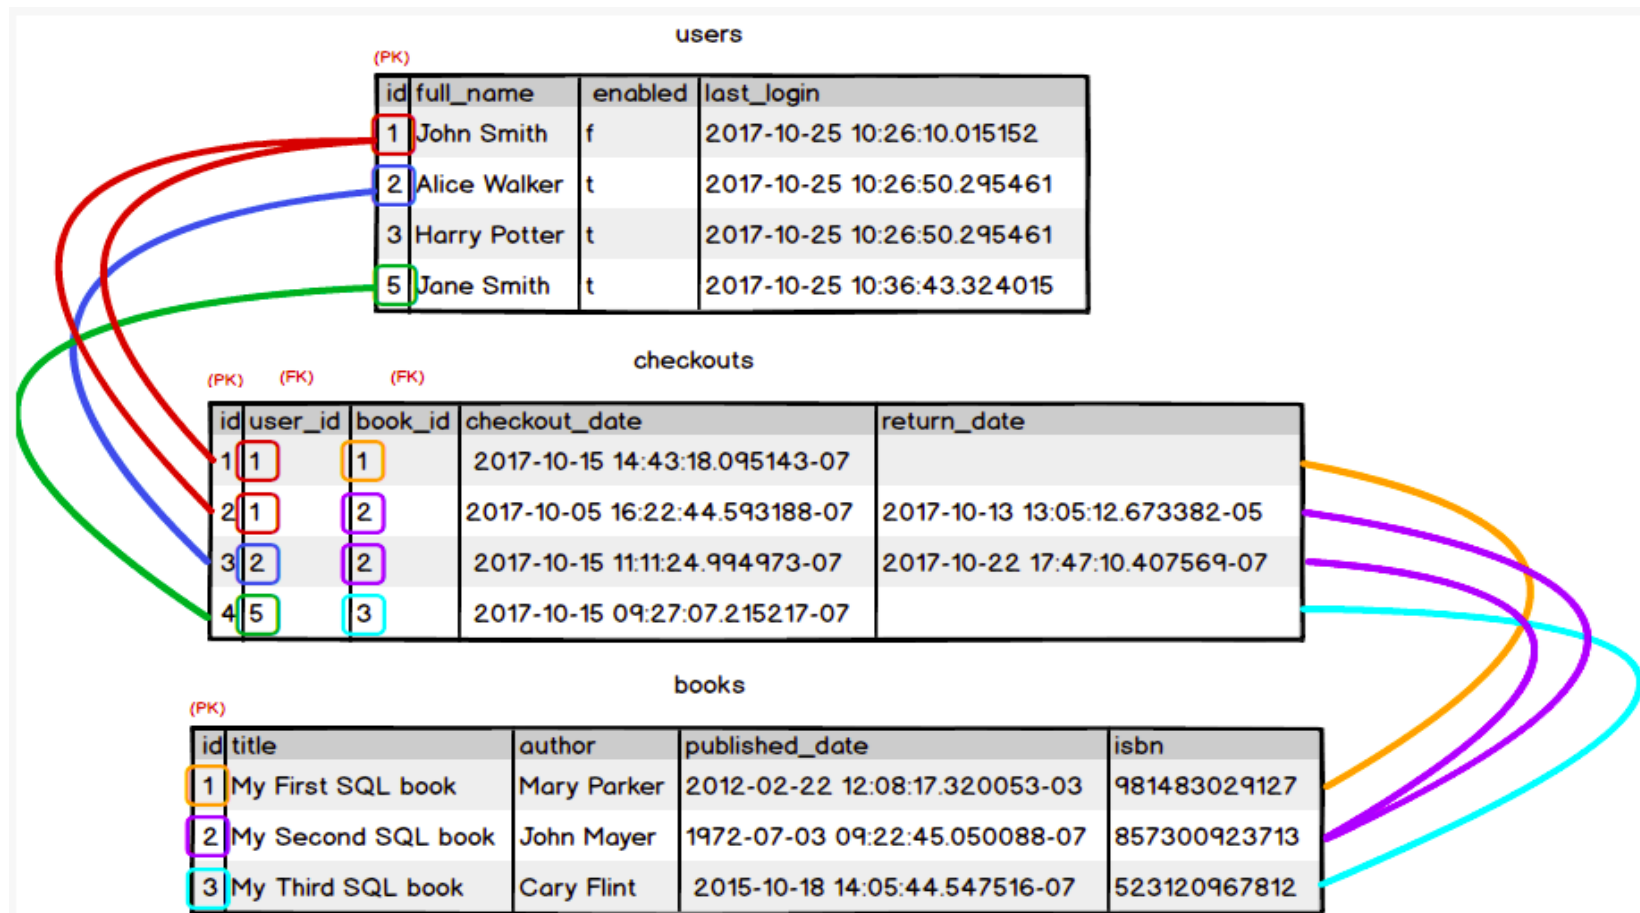 users
(PK)
id full_name enabled last_login
1 John Smith f 2017-10-25 10:26:10.015152
2 Alice Walker t 2017-10-25 10:26:50.295461
3 Harry Potter t 2017-10-25 10:26:50.295461
5 Jane Smith t 2017-10-25 10:36:43.324015
checkouts
(PK) (FK) (FK)
id user_id book_id checkout_date return_date
1 1 1 2017-10-15 14:43:18.095143-07
2 1 2 2017-10-05 16:22:44.593188-07 2017-10-13 13:05:12.673382-05
3 2 2 2017-10-15 11:11:24.994973-07 2017-10-22 17:47:10.407569-07
4 5 3 2017-10-15 09:27:07.215217-07
books
(PK)
id title author published_date isbn
1 My First SQL book Mary Parker 2012-02-22 12:08:17.320053-03 981483029127
2 My Second SQL book John Mayer 1972-07-03 09:22:45.050088-07 857300923713
3 My Third SQL book Cary Flint 2015-10-18 14:05:44.547516-07 523120967812